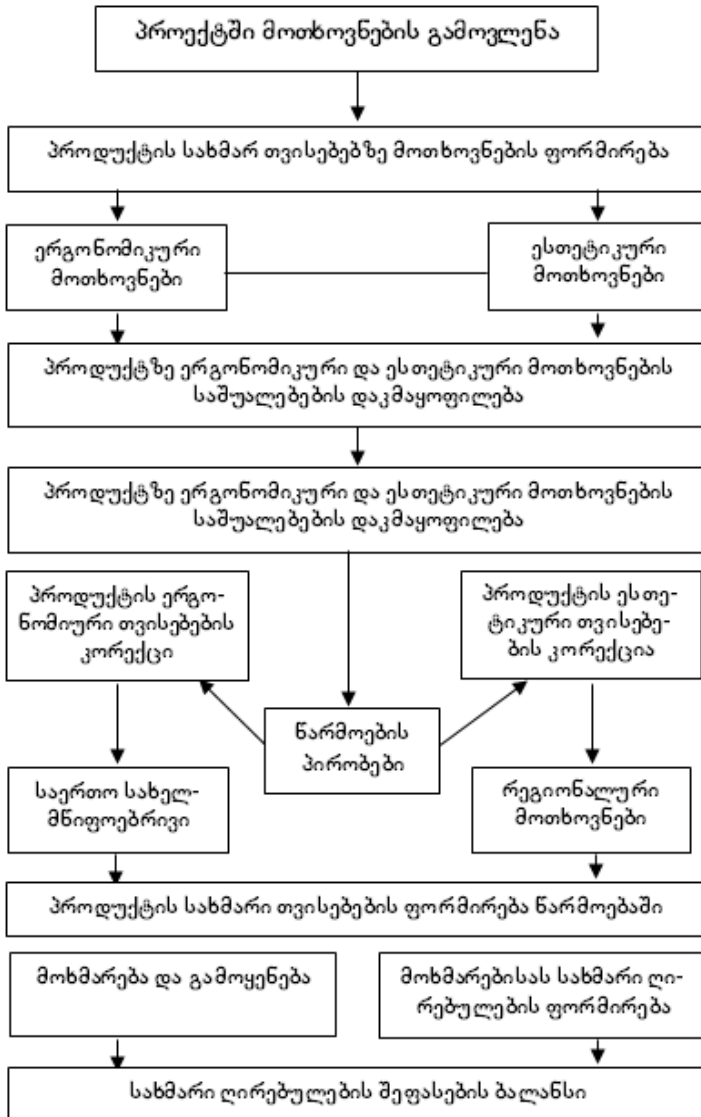 პროექტში მოთხოვნების გამოვლენა
პროდუქტის სახმარ თვისებებზე მოთხოვნების ფორმირება
ერგონომიკური
მოთხოვნები
ესთეტიკური
მოთხოვნები
პროდუქტზე ერგონომიკური და ესთეტიკური მოთხოვნების
საშუალებების დაკმაყოფილება
პროდუქტზე ერგონომიკური და ესთეტიკური მოთხოვნების
საშუალებების დაკმაყოფილება
პროდუქტის ერგო-
ნომიური თვისებების
კორექცი
პროდუქტის ესთე-
ტიკური თვისებე-
ბის კორექცია
წარმოების
პირობები
საერთო სახელ-
მწიფოებრივი
რეგიონალური
მოთხოვნები
პროდუქტის სახმარი თვისებების ფორმირება წარმოებაში
მოხმარება და გამოყენება
მოხმარებისას სახმარი ღი-
რებულების ფორმირება
სახმარი ღირებულების შეფასების ბალანსი